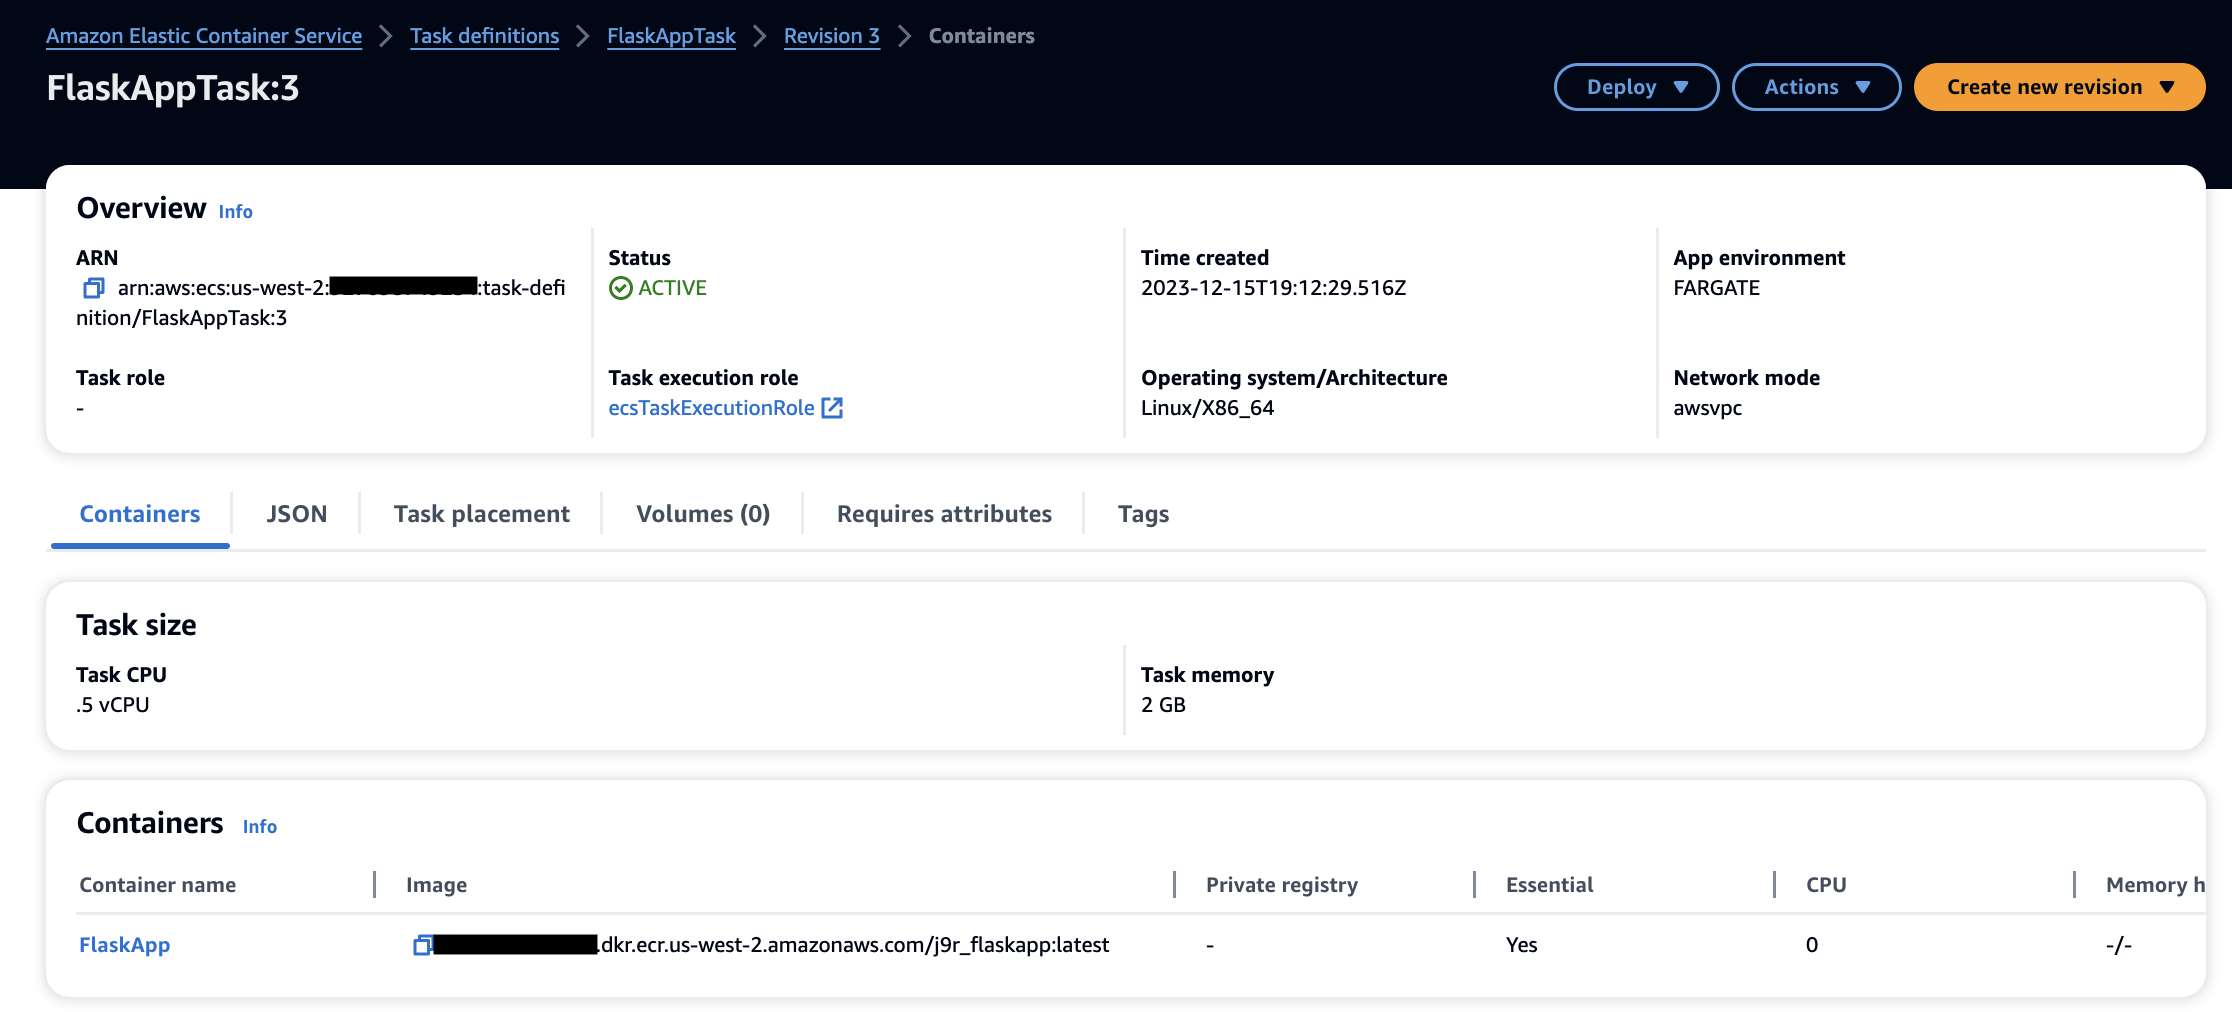 Amazon Elastic Container Service > Task definitions > FlaskAppTask > Revision 3 > Containers
FlaskAppTask:3
Deploy Actions Create new revision
Overview Info
ARN
arn:aws:ecs:us-west-2: :task-defi
nition/FlaskAppTask:3
Status
ACTIVE
Time created
2023-12-15T19:12:29.516Z
App environment
FARGATE
Task role
-
Task execution role
ecsTaskExecutionRole
Operating system/Architecture
Linux/X86_64
Network mode
awsvpc
Containers JSON Task placement Volumes (0) Requires attributes Tags
Task size
Task CPU
.5 vCPU
Task memory
2 GB
Containers Info
Container name Image Private registry Essential CPU Memory h
FlaskApp .dkr.ecr.us-west-2.amazonaws.com/j9r_flaskapp:latest - Yes 0 -/-